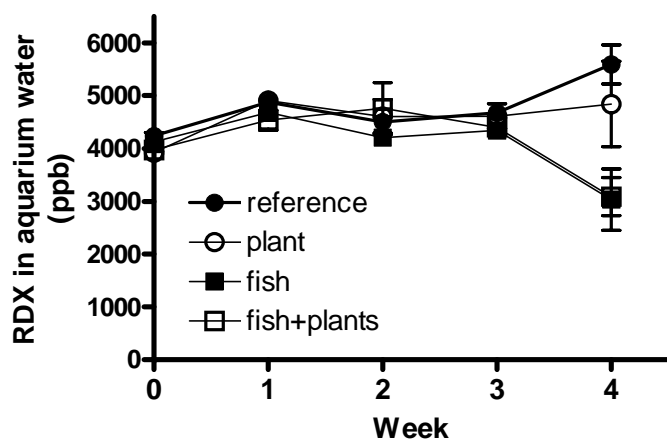 RDX in aquarium water
(ppb)
6000
5000
4000
3000
2000
1000
0
reference
plant
fish
fish+plants
0 1 2 3 4
Week